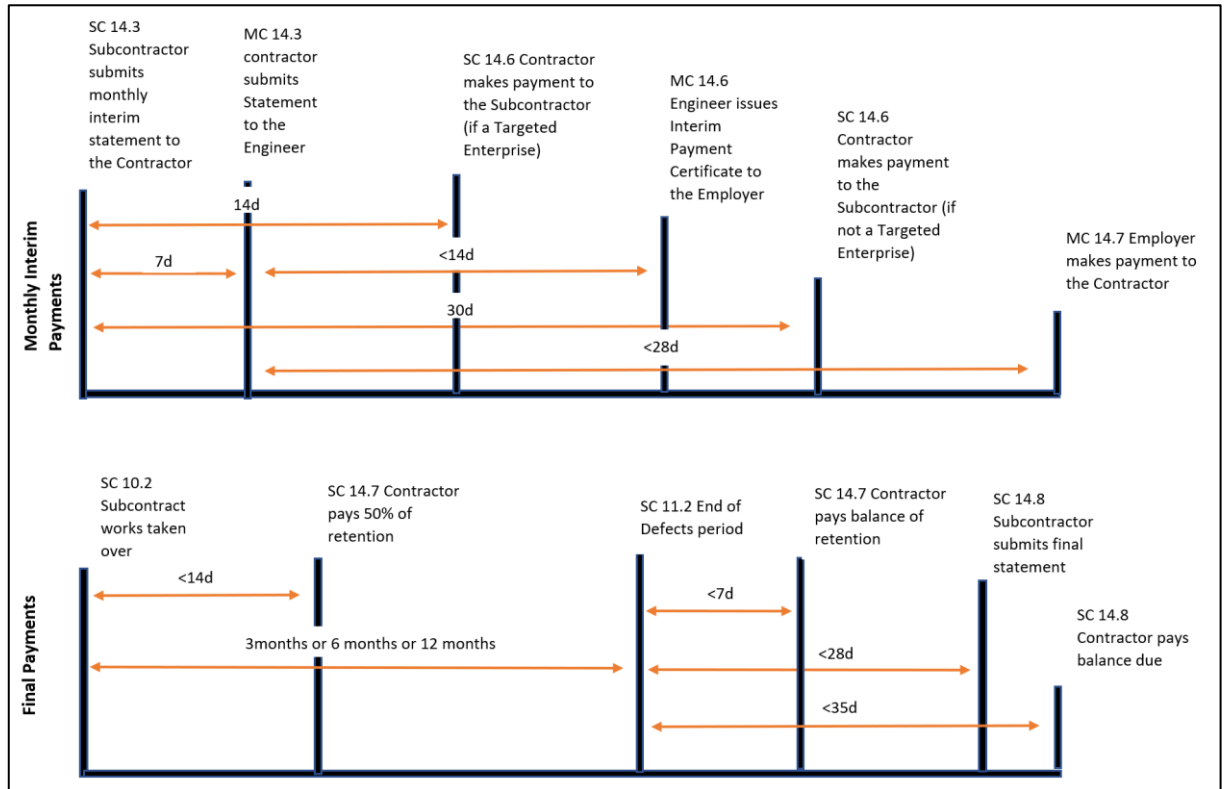 SC 14.3
Subcontractor
submits
monthly
interim
statement to
the Contractor
MC 14.3
contractor
submits
Statement
to the
Engineer
SC 14.6 Contractor
makes payment to
the Subcontractor
(if a Targeted
Enterprise)
MC 14.6
Engineer issues
Interim
Payment
Certificate to
the Employer
SC 14.6
Contractor
makes payment
to the
Subcontractor (if
not a Targeted
Enterprise)
MC 14.7 Employer
makes payment to
the Contractor
Monthly Interim
Payments
14d
7d
<14d
30d
<28d
SC 10.2
Subcontract
works taken
over
SC 14.7 Contractor
pays 50% of
retention
SC 11.2 End of
Defects period
SC 14.7 Contractor
pays balance of
retention
SC 14.8
Subcontractor
submits final
statement
SC 14.8
Contractor pays
balance due
Final Payments
<14d
3months or 6 months or 12 months
<7d
<28d
<35d